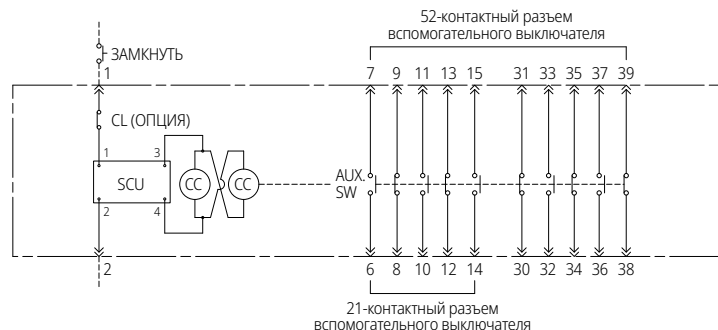 52-контактный разъем
вспомогательного выключателя
ЗАМКНУТЬ
1 7 9 11 13 15 31 33 35 37 39
CL (ОПЦИЯ)
1 3
SCU CC CC AUX.
SW
2 4
2 6 8 10 12 14 30 32 34 36 38
21-контактный разъем
вспомогательного выключателя